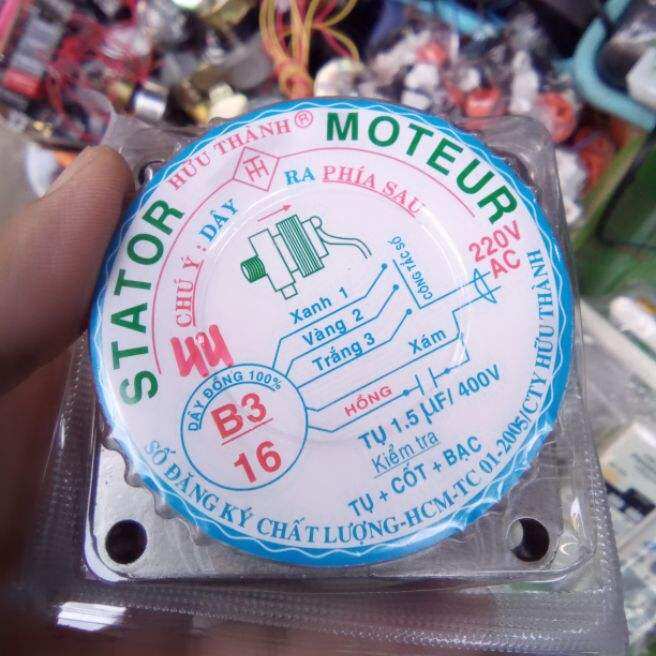 STATOR MOTEUR
HỮU THÀNH®
CHÚ Ý : DÂY RA PHÍA SAU
220V
AC
CÔNG TẮC SỐ
Xanh 1
Vàng 2
Trắng 3
Xám
44
DÂY ĐỒNG 100%
B3
16
HỒNG
TỤ 1.5 µF/ 400V
Kiểm tra
TỤ + CỐT + BẠC
SỐ ĐĂNG KÝ CHẤT LƯỢNG-HCM-TC 01-2005/CTY HỮU THÀNH